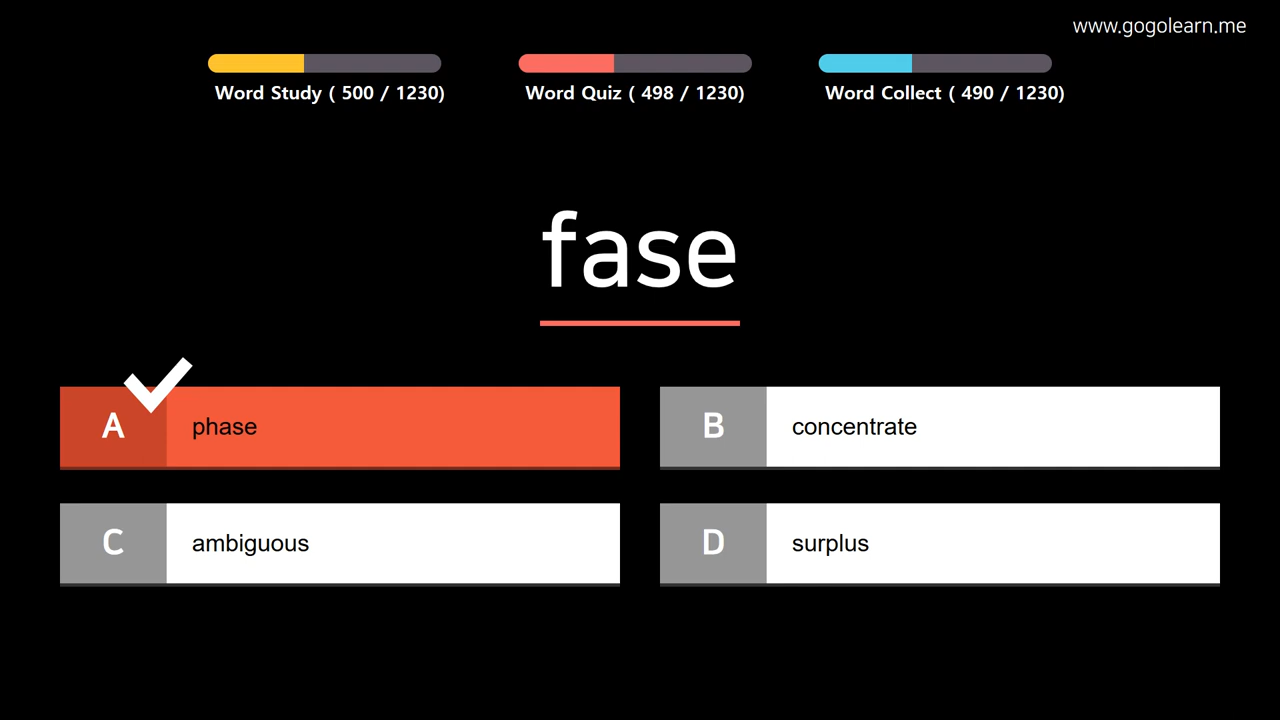 www.gogolearn.me
Word Study ( 500 / 1230)
Word Quiz ( 498 / 1230)
Word Collect ( 490 / 1230)
fase
A phase
B concentrate
C ambiguous
D surplus